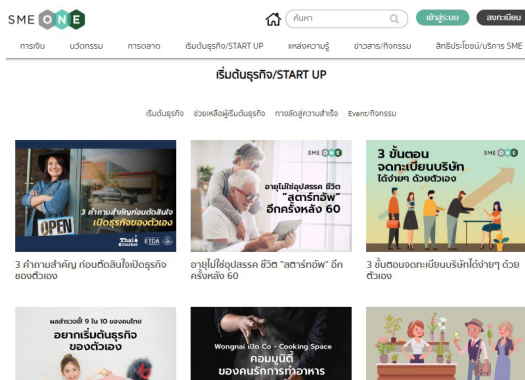 SME ONE
ค้นหา
เข้าสู่ระบบ
ลงทะเบียน
การเงิน นวัตกรรม การตลาด เริ่มต้นธุรกิจ/START UP แหล่งความรู้ ข่าวสาร/กิจกรรม สิทธิประโยชน์/บริการ SME
เริ่มต้นธุรกิจ/START UP
เริ่มต้นธุรกิจ ช่วยเหลือผู้เริ่มต้นธุรกิจ ทางลัดสู่ความสำเร็จ Event/กิจกรรม
OPEN
3 คำถามสำคัญก่อนตัดสินใจ
เปิดธุรกิจของตัวเอง
ETDA
3 คำถามสำคัญ ก่อนตัดสินใจเปิดธุรกิจ
ของตัวเอง
SME ONE
อายุไม่ใช่อุปสรรค ชีวิต
"สตาร์ทอัพ"
อีกครั้งหลัง 60
อายุไม่ใช่อุปสรรค ชีวิต "สตาร์ทอัพ" อีก
ครั้งหลัง 60
SME ONE
3 ขั้นตอน
จดทะเบียนบริษัท
ได้ง่ายๆ ด้วยตัวเอง
3 ขั้นตอนจดทะเบียนบริษัทได้ง่ายๆ ด้วย
ตัวเอง
ผลสำรวจชี้ 9 ใน 10 ของคนไทย
อยากเริ่มต้นธุรกิจ
ของตัวเอง
Wongnai เปิด Co - Cooking Space
คอมมูนิตี้
ของคนรักการทำอาหาร